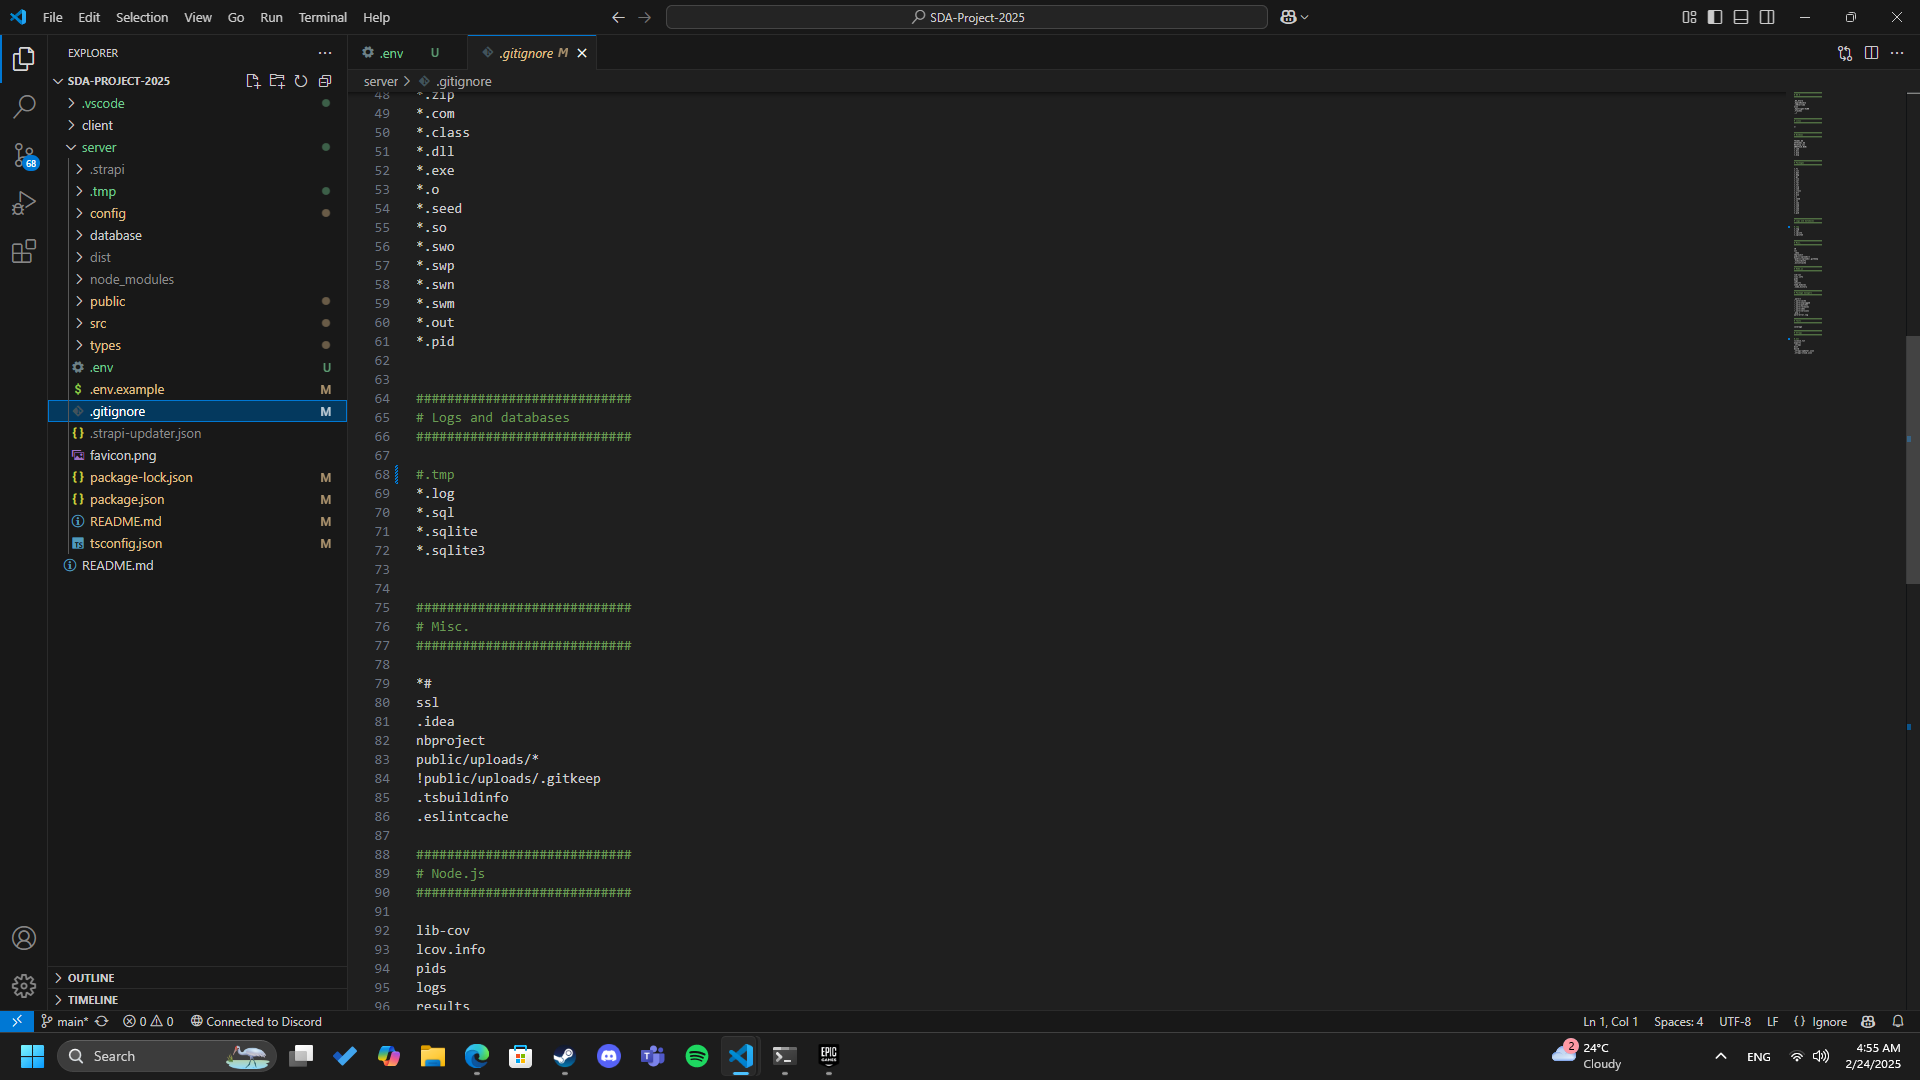 File Edit Selection View Go Run Terminal Help
SDA-Project-2025
EXPLORER
SDA-PROJECT-2025
.vscode
client
server
.strapi
.tmp
config
database
dist
node_modules
public
src
types
.env U
.env.example M
.gitignore M
.strapi-updater.json
favicon.png
package-lock.json M
package.json M
README.md M
tsconfig.json M
README.md
OUTLINE
TIMELINE
68
.env U
.gitignore M
server > .gitignore
48 *.zip
49 *.com
50 *.class
51 *.dll
52 *.exe
53 *.o
54 *.seed
55 *.so
56 *.swo
57 *.swp
58 *.swn
59 *.swm
60 *.out
61 *.pid
62
63
64 ############################
65 # Logs and databases
66 ############################
67
68 #.tmp
69 *.log
70 *.sql
71 *.sqlite
72 *.sqlite3
73
74
75 ############################
76 # Misc.
77 ############################
78
79 *#
80 ssl
81 .idea
82 nbproject
83 public/uploads/*
84 !public/uploads/.gitkeep
85 .tsbuildinfo
86 .eslintcache
87
88 ############################
89 # Node.js
90 ############################
91
92 lib-cov
93 lcov.info
94 pids
95 logs
96 results
main* 0 0 Connected to Discord
Ln 1, Col 1 Spaces: 4 UTF-8 LF {} Ignore
Search
EPIC GAMES
2
24°C
Cloudy
ENG
4:55 AM
2/24/2025